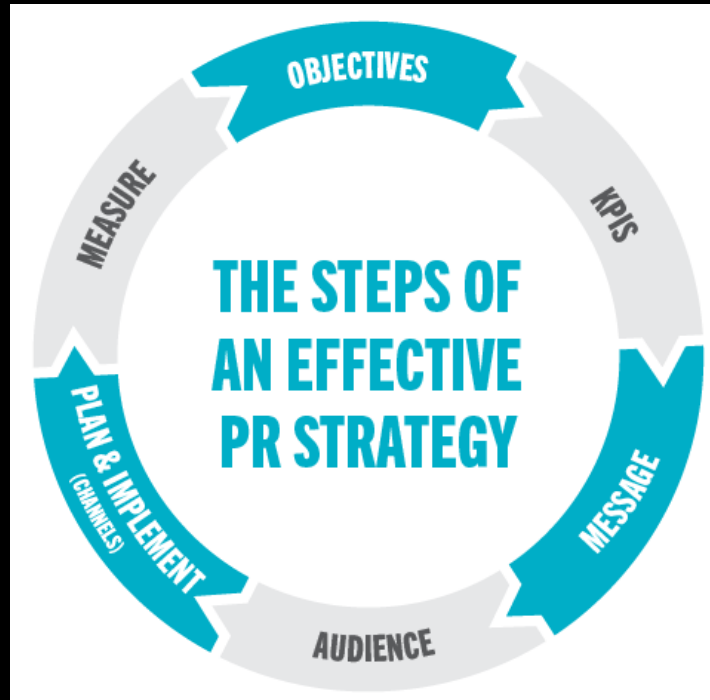 OBJECTIVES
KPIS
MESSAGE
AUDIENCE
PLAN & IMPLEMENT
(CHANNELS)
MEASURE
THE STEPS OF
AN EFFECTIVE
PR STRATEGY